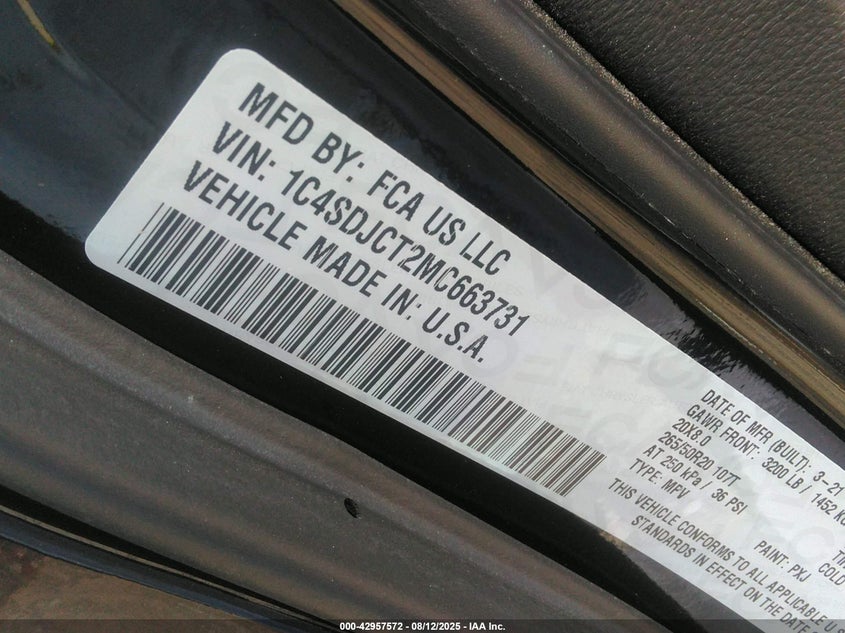 MFD BY: FCA US LLC
VIN: 1C4SDJCT2MC663731
VEHICLE MADE IN: U.S.A.
DATE OF MFR (BUILT): 3-21
GAWR FRONT: 3200 LB / 1452 KG
20X8.0
265/50R20 107T
AT 250 kPa / 36 PSI
TYPE: MPV
PAINT: PXJ
COLD
THIS VEHICLE CONFORMS TO ALL APPLICABLE U.S
STANDARDS IN EFFECT ON THE DATE
000-42957572 - 08/12/2025 - IAA Inc.